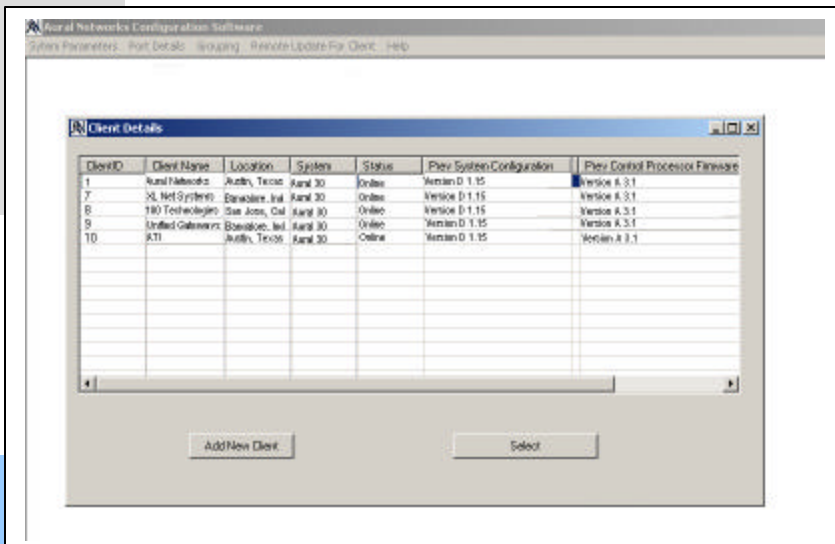 Aural Networks Configuration Software
System Parameters Port Details Grouping Remote Update For Client Help
Client Details
ClientID Client Name Location System Status Prev System Configuration Prev Control Processor Firmware
1 Aural Networks Austin, Texas Aural 30 Online Version D 1.15 Version A 3.1
7 XL Net Systems Bangalore, Ind Aural 30 Online Version D 1.15 Version A 3.1
8 100 Technologies San Jose, Cal Aural 30 Online Version D 1.15 Version A 3.1
9 Unified Gateways Bangalore, Ind Aural 30 Online Version D 1.15 Version A 3.1
10 ATI Austin, Texas Aural 30 Online Version D 1.15 Version A 3.1
Add New Client Select